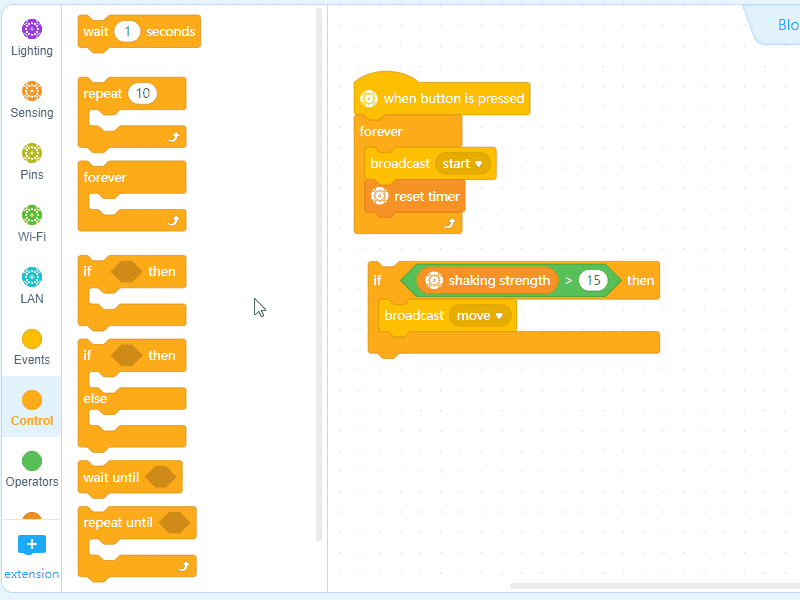 Lighting
Sensing
Pins
Wi-Fi
LAN
Events
Control
Operators
extension
wait 1 seconds
repeat 10
forever
if then
if then
else
wait until
repeat until
when button is pressed
forever
broadcast start
reset timer
if shaking strength > 15 then
broadcast move
Blo